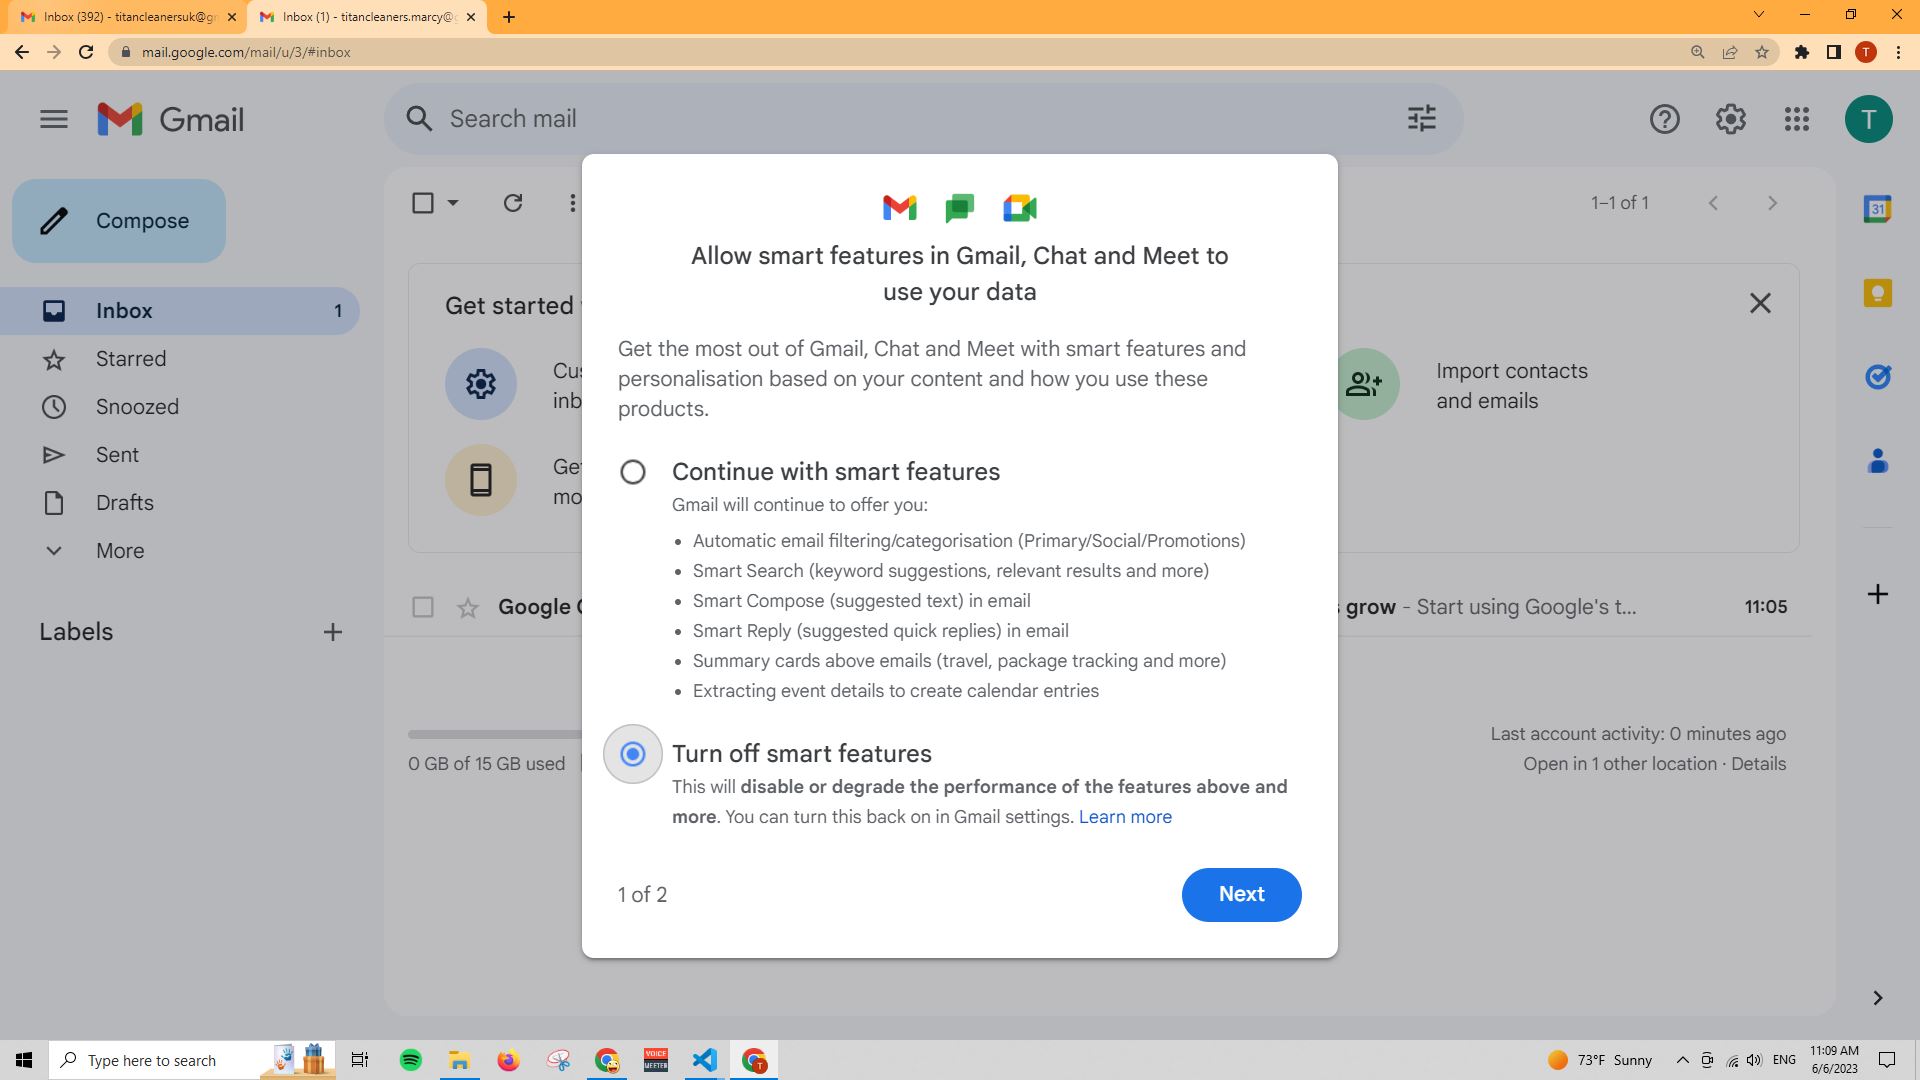 Inbox (392) - titancleanersuk@gm
Inbox (1) - titancleaners.marcy@g
mail.google.com/mail/u/3/#inbox
T
Gmail
Search mail
T
Compose
1–1 of 1
31
Inbox 1
Starred
Snoozed
Sent
Drafts
More
Labels
Get started
Cus
inb
Get
mo
Import contacts
and emails
Google
grow - Start using Google's t... 11:05
0 GB of 15 GB used
Last account activity: 0 minutes ago
Open in 1 other location · Details
Allow smart features in Gmail, Chat and Meet to
use your data
Get the most out of Gmail, Chat and Meet with smart features and
personalisation based on your content and how you use these
products.
Continue with smart features
Gmail will continue to offer you:
• Automatic email filtering/categorisation (Primary/Social/Promotions)
• Smart Search (keyword suggestions, relevant results and more)
• Smart Compose (suggested text) in email
• Smart Reply (suggested quick replies) in email
• Summary cards above emails (travel, package tracking and more)
• Extracting event details to create calendar entries
Turn off smart features
This will disable or degrade the performance of the features above and
more. You can turn this back on in Gmail settings. Learn more
1 of 2
Next
Type here to search
VOICE
MEETER
T
73°F Sunny
ENG
11:09 AM
6/6/2023